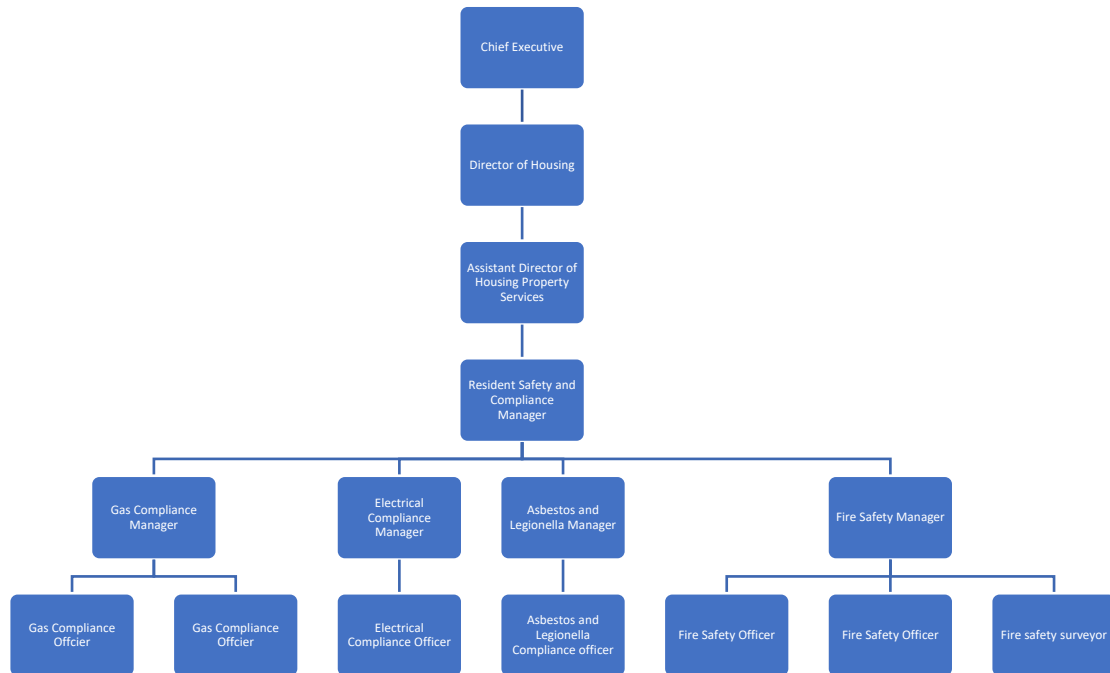 Chief Executive
Director of Housing
Assistant Director of
Housing Property
Services
Resident Safety and
Compliance
Manager
Gas Compliance
Manager
Electrical
Compliance
Manager
Asbestos and
Legionella Manager
Fire Safety Manager
Gas Compliance
Offcier
Gas Compliance
Offcier
Electrical
Compliance Officer
Asbestos and
Legionella
Compliance officer
Fire Safety Officer
Fire Safety Officer
Fire safety surveyor